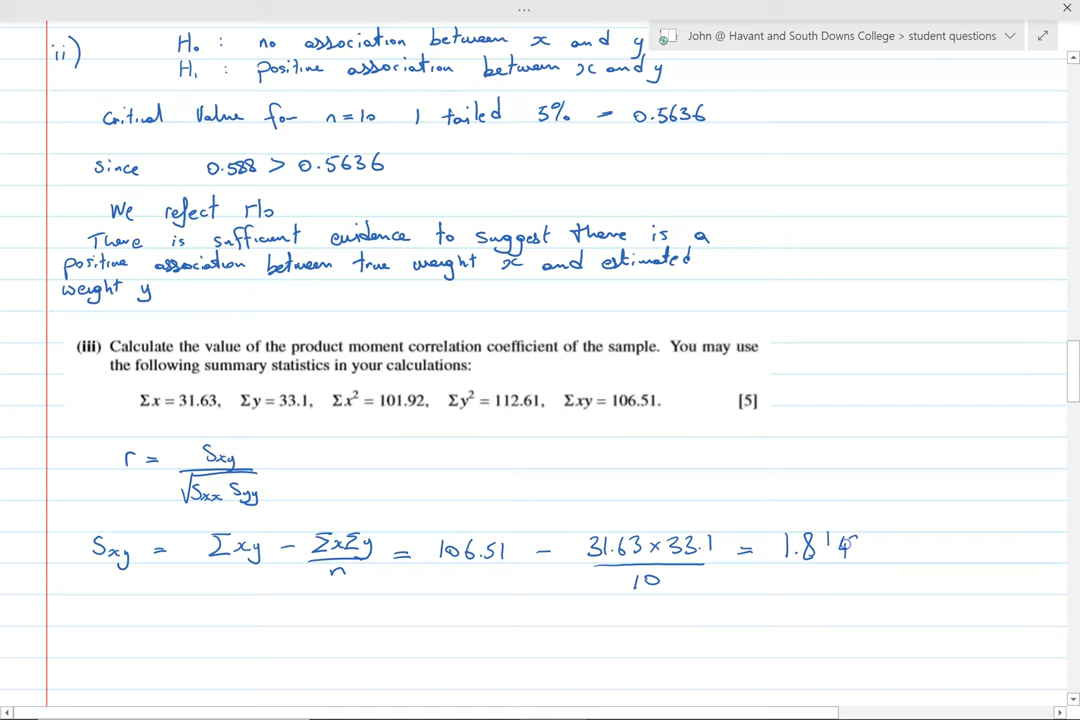 ...
John @ Havant and South Downs College > student questions
ii) H₀ : no association between x and y
H₁ : positive association between x and y
Critical Value for n=10 1 tailed 5% - 0.5636
Since 0.588 > 0.5636
We reject H₀
There is sufficient evidence to suggest there is a
positive association between true weight x and estimated
weight y
(iii) Calculate the value of the product moment correlation coefficient of the sample. You may use
the following summary statistics in your calculations:
Σx = 31.63, Σy = 33.1, Σx² = 101.92, Σy² = 112.61, Σxy = 106.51. [5]
r = Sxy / √Sxx Syy
Sxy = Σxy - ΣxΣy / n = 106.51 - 31.63 × 33.1 / 10 = 1.81